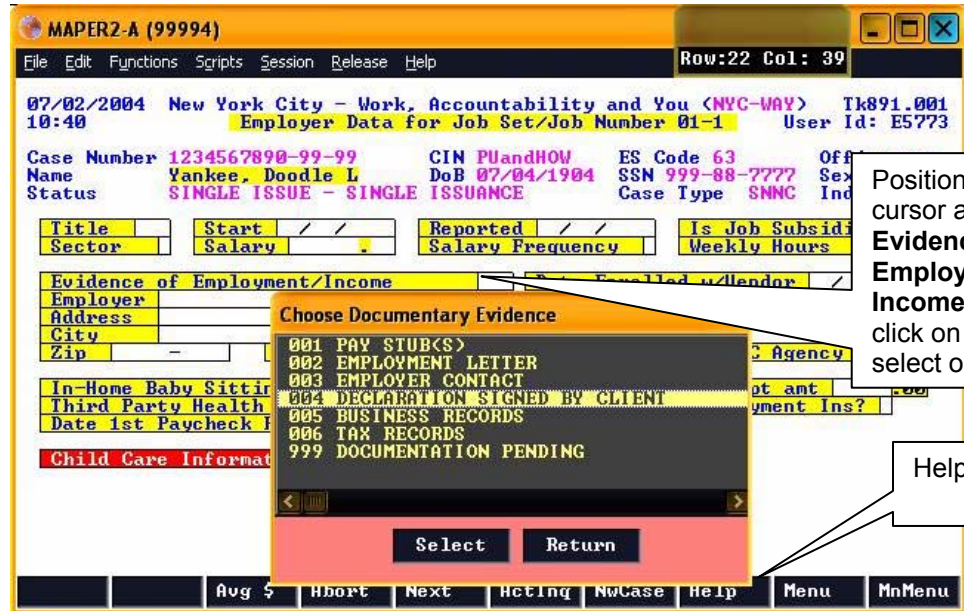 MAPER2-A (99994)
File Edit Functions Scripts Session Release Help Row:22 Col: 39
07/02/2004 New York City - Work, Accountability and You (NYC-WAY) Tk891.001
10:40 Employer Data for Job Set/Job Number 01-1 User Id: E5773
Case Number 1234567890-99-99 CIN PUandHOW ES Code 63
Name Yankee, Doodle L DoB 07/04/1904 SSN 999-88-7777
Status SINGLE ISSUE - SINGLE ISSUANCE Case Type SNNC
Title Start / / Reported / / Is Job Subsidi
Sector Salary . Salary Frequency Weekly Hours
Evidence of Employment/Income Enrolled w/Vendor /
Employer
Address
City
Zip - Agency
In-Home Baby Sittin amt .00
Third Party Health Ins?
Date 1st Paycheck
Child Care Informat
Choose Documentary Evidence
001 PAY STUB(S)
002 EMPLOYMENT LETTER
003 EMPLOYER CONTACT
004 DECLARATION SIGNED BY CLIENT
005 BUSINESS RECORDS
006 TAX RECORDS
999 DOCUMENTATION PENDING
Select Return
Position
cursor a
Evidenc
Employ
Income
click on
select o
Help
Avg $ Abort Next ActInq NwCase Help Menu MnMenu